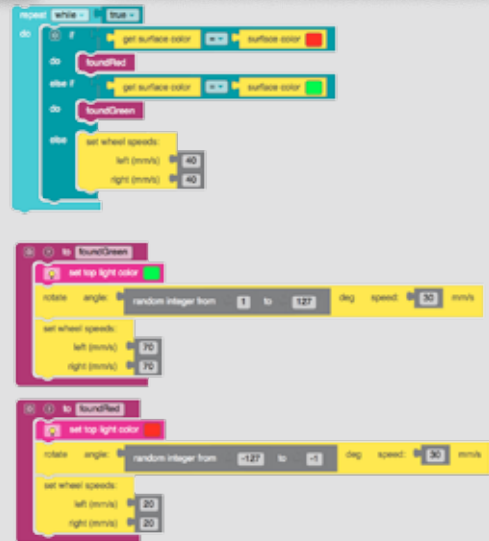 repeat while true
do if get surface color = surface color
do foundRed
else if get surface color = surface color
do foundGreen
else set wheel speeds:
left (mm/s) 40
right (mm/s) 40
? to foundGreen
set top light color
rotate angle: random integer from 1 to 127 deg speed: 30 mm/s
set wheel speeds:
left (mm/s) 70
right (mm/s) 70
? to foundRed
set top light color
rotate angle: random integer from -127 to -1 deg speed: 30 mm/s
set wheel speeds:
left (mm/s) 20
right (mm/s) 20